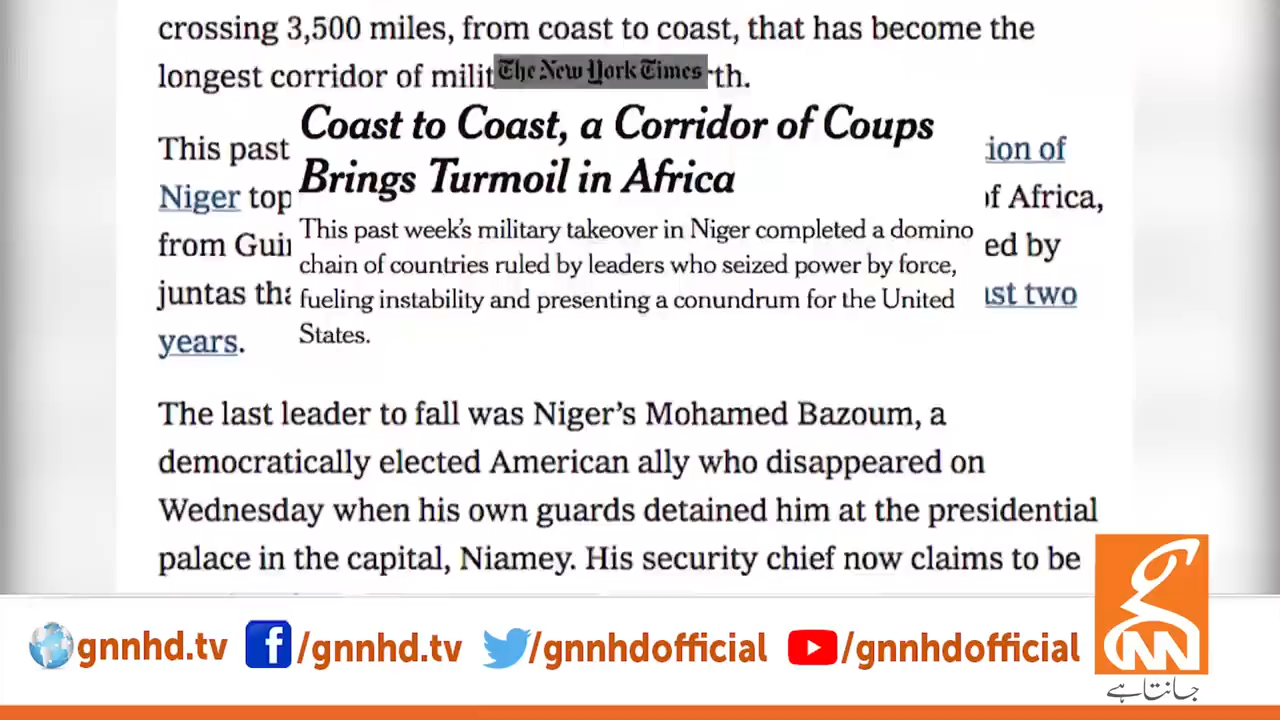 crossing 3,500 miles, from coast to coast, that has become the
longest corridor of milit
The New York Times
rth.
Coast to Coast, a Corridor of Coups
Brings Turmoil in Africa
This past week's military takeover in Niger completed a domino
chain of countries ruled by leaders who seized power by force,
fueling instability and presenting a conundrum for the United
States.
This past
ion of
Niger top
of Africa,
from Gui
ed by
juntas tha
ast two
years.
The last leader to fall was Niger's Mohamed Bazoum, a
democratically elected American ally who disappeared on
Wednesday when his own guards detained him at the presidential
palace in the capital, Niamey. His security chief now claims to be
gnnhd.tv /gnnhd.tv /gnnhdofficial /gnnhdofficial
GNN
جانتا ہے